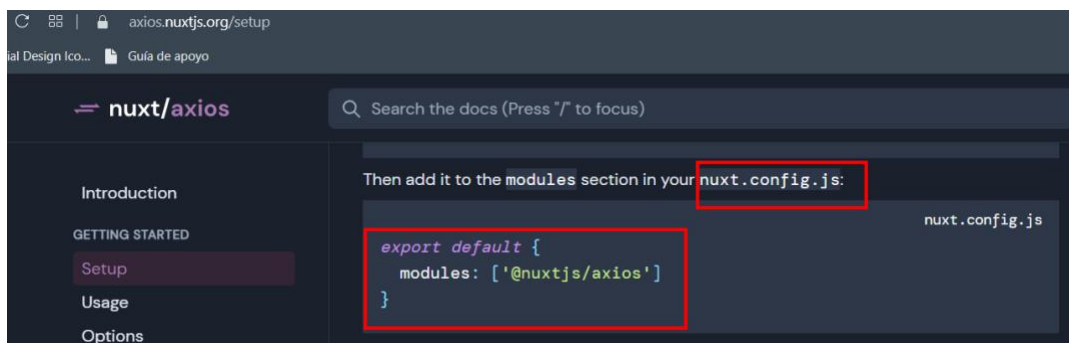 axios.nuxtjs.org/setup
ial Design Ico... Guía de apoyo
nuxt/axios
Search the docs (Press "/" to focus)
Introduction
GETTING STARTED
Setup
Usage
Options
Then add it to the modules section in your nuxt.config.js:
nuxt.config.js
export default {
modules: ['@nuxtjs/axios']
}